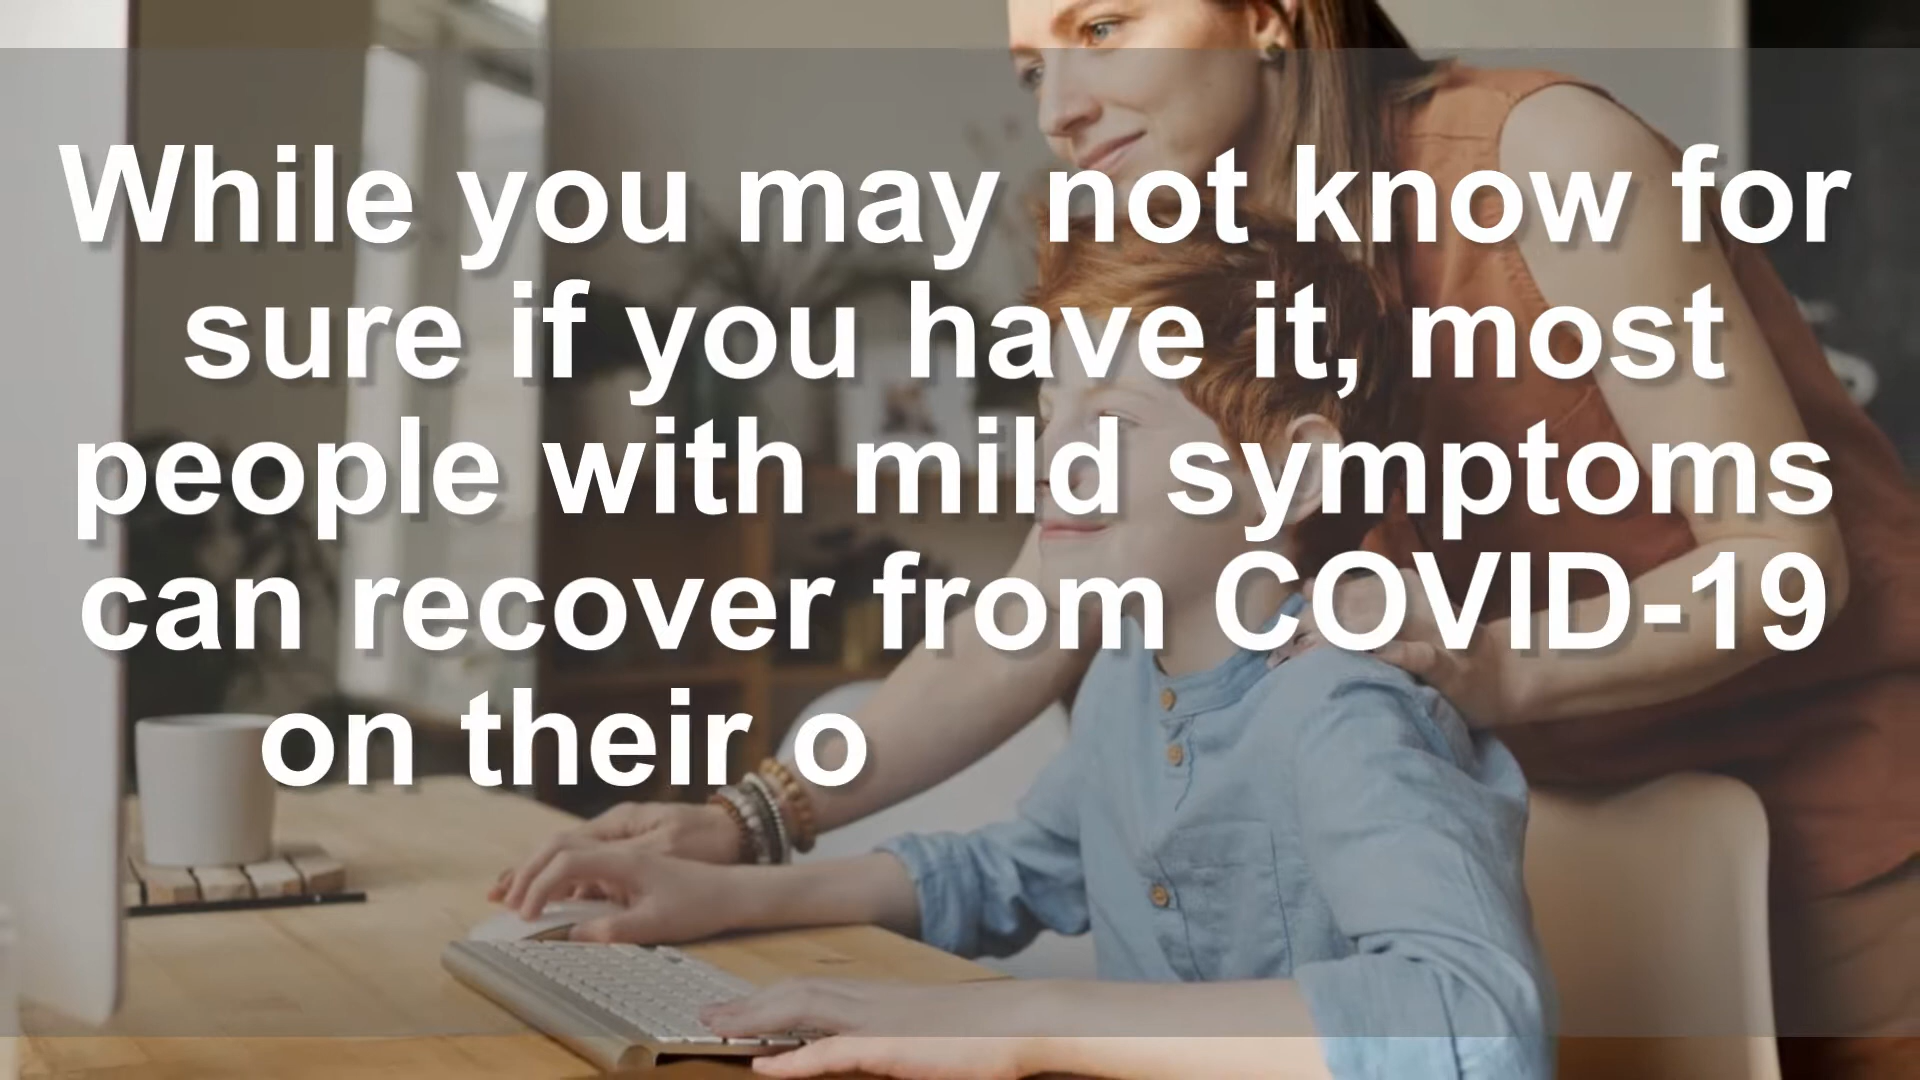 While you may not know for
sure if you have it, most
people with mild symptoms
can recover from COVID-19
on their o